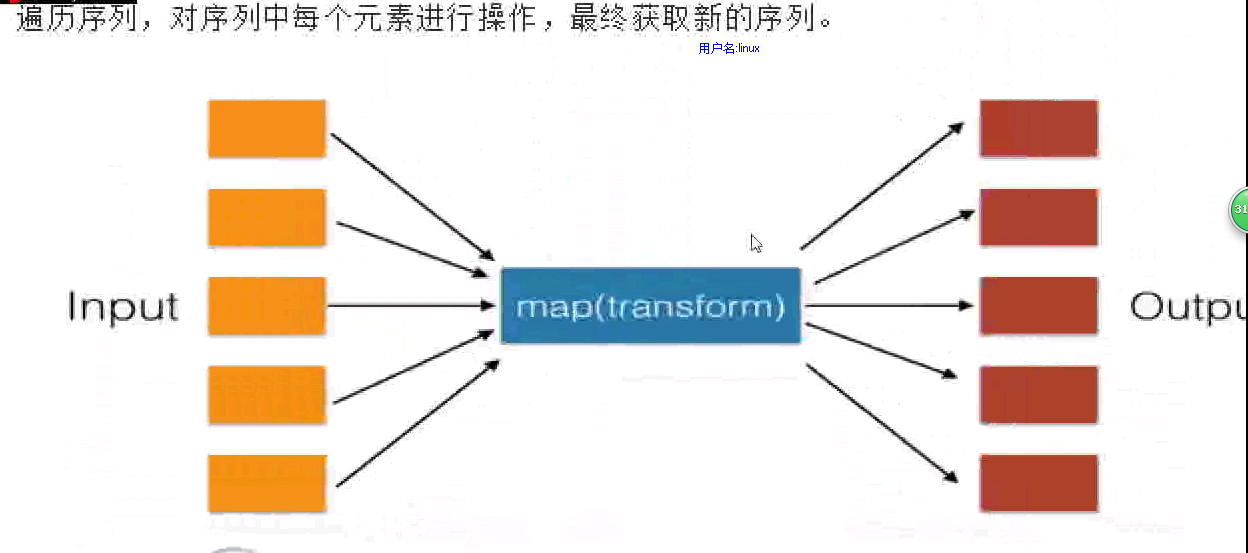 遍历序列，对序列中每个元素进行操作，最终获取新的序列。
用户名:linux
31
Input
map(transform)
Outpu